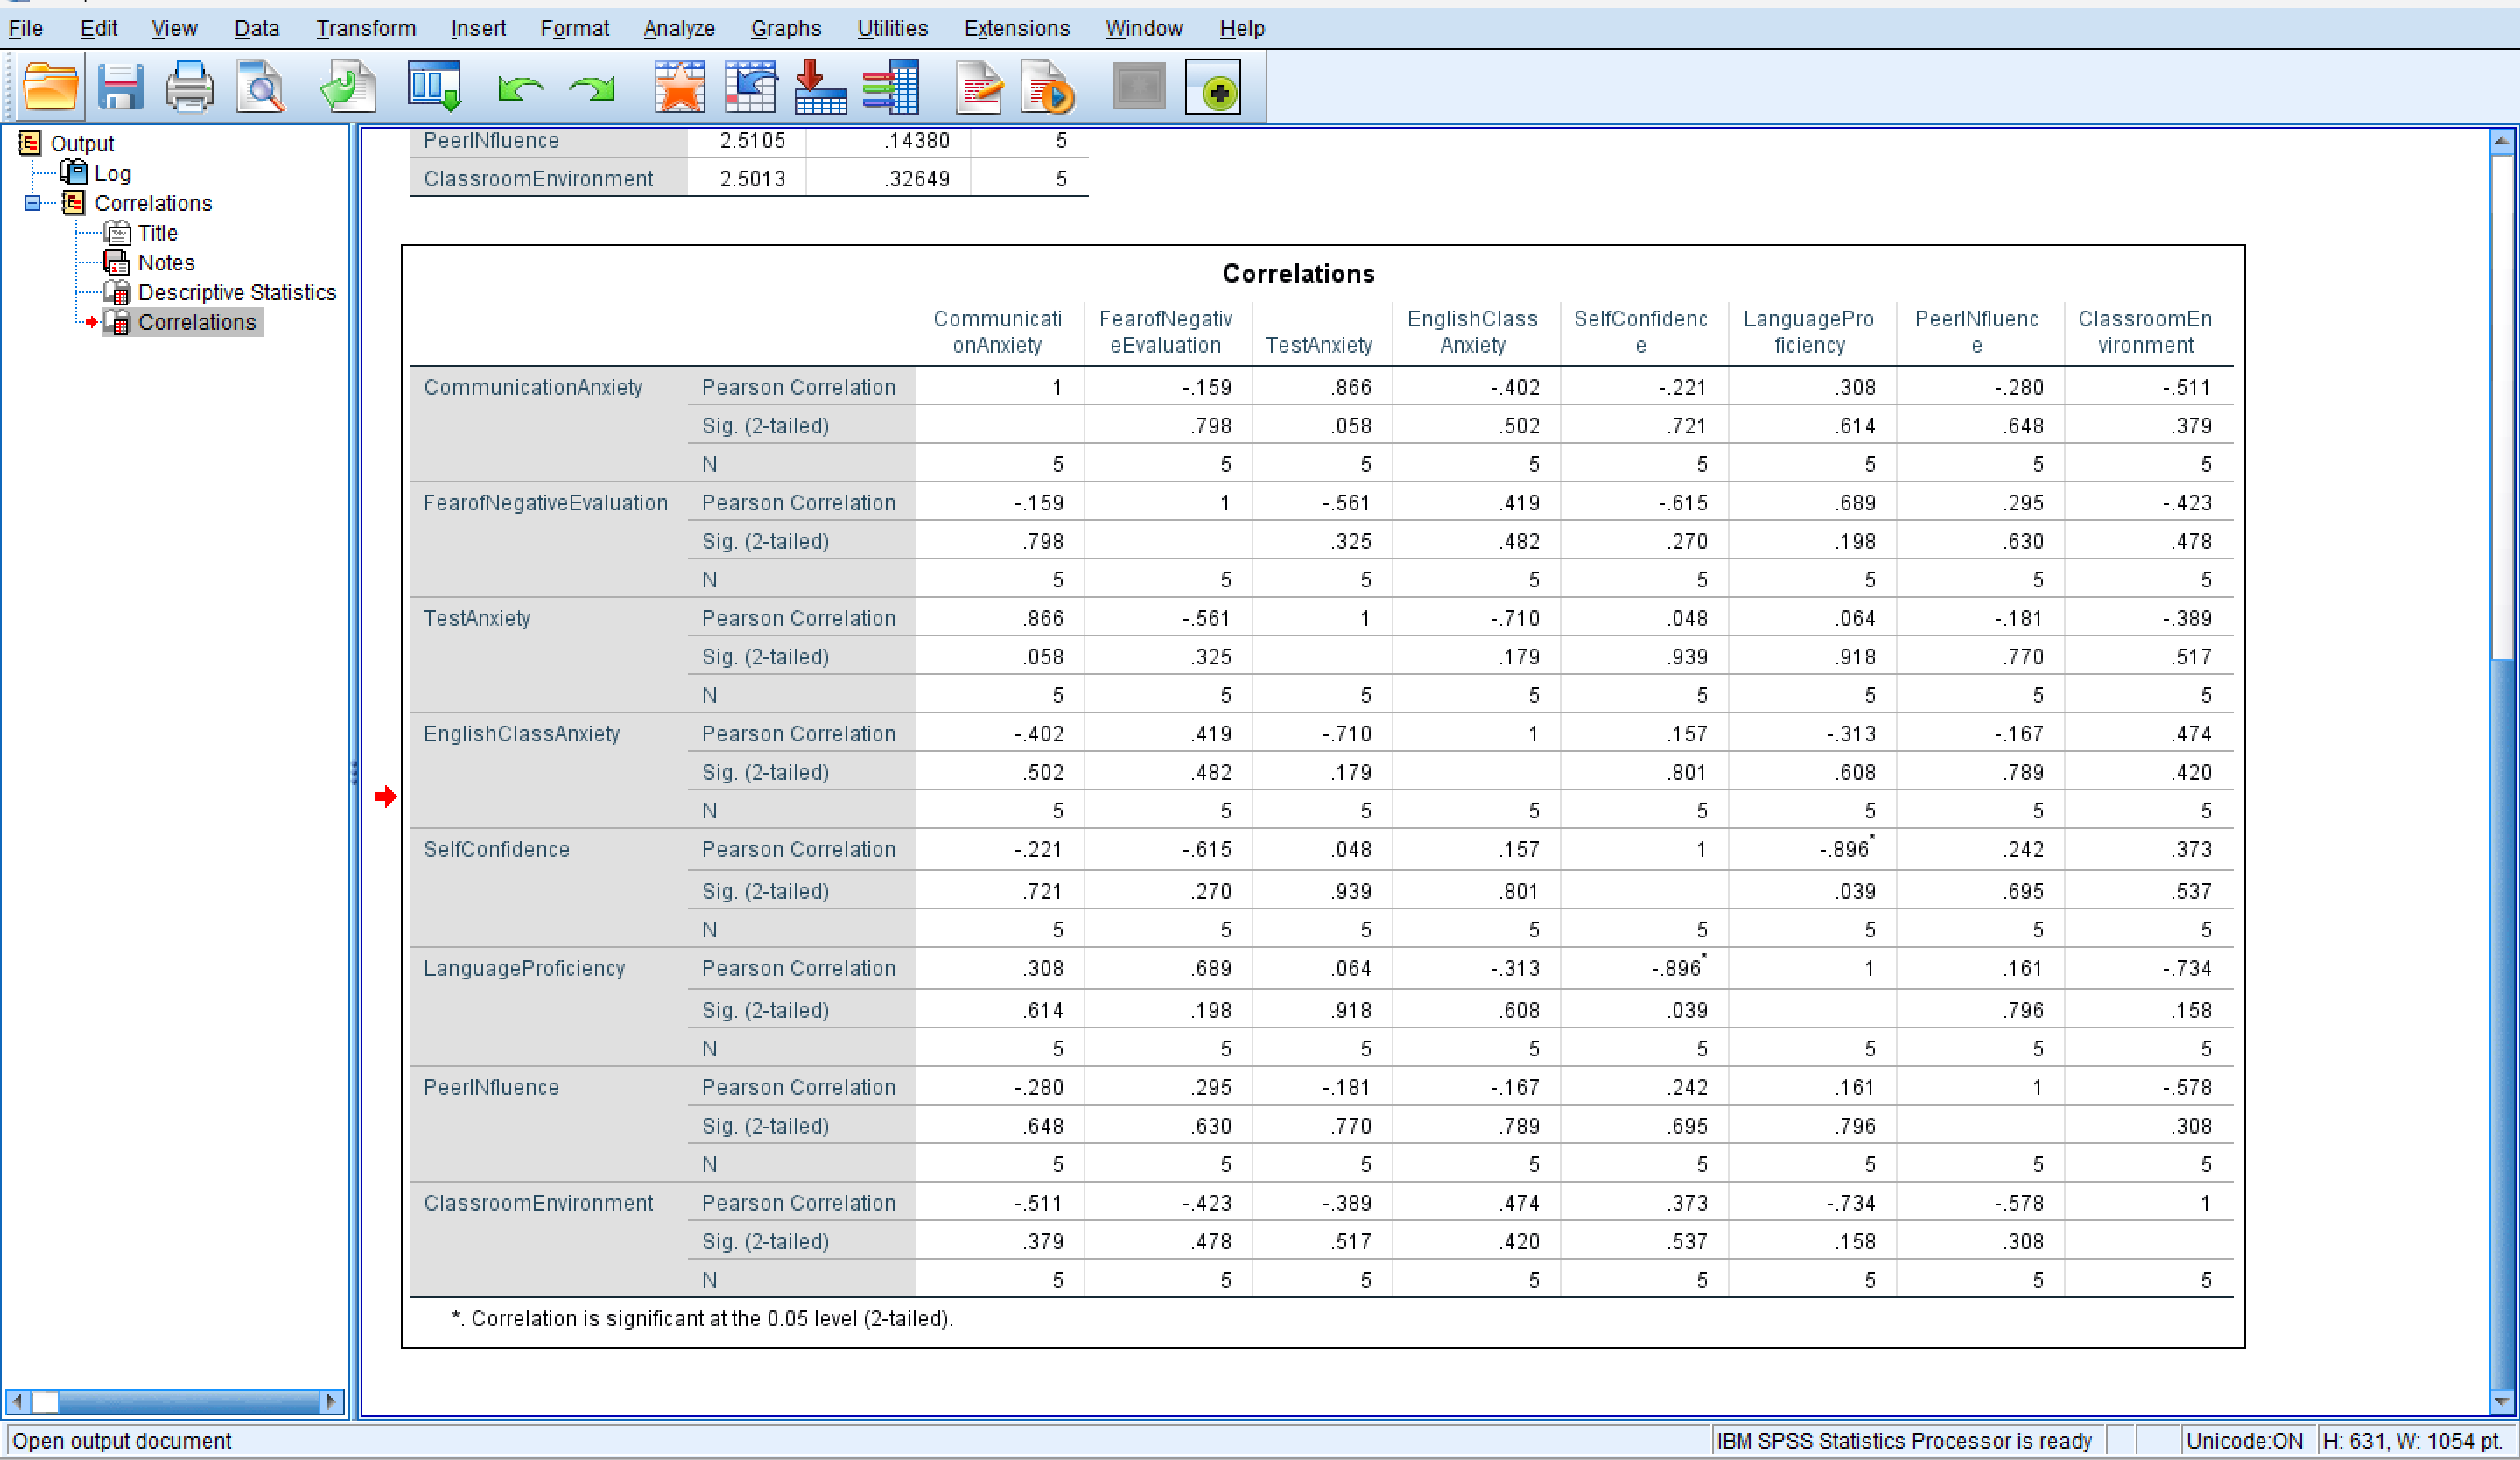 File Edit View Data Transform Insert Format Analyze Graphs Utilities Extensions Window Help
Output
Log
Correlations
Title
Notes
Descriptive Statistics
Correlations
PeerINfluence 2.5105 .14380 5
ClassroomEnvironment 2.5013 .32649 5
Correlations
Communicati FearofNegativ EnglishClass SelfConfidenc LanguagePro PeerINfluenc ClassroomEn
onAnxiety eEvaluation TestAnxiety Anxiety e ficiency e vironment
CommunicationAnxiety Pearson Correlation 1 -.159 .866 -.402 -.221 .308 -.280 -.511
Sig. (2-tailed) .798 .058 .502 .721 .614 .648 .379
N 5 5 5 5 5 5 5 5
FearofNegativeEvaluation Pearson Correlation -.159 1 -.561 .419 -.615 .689 .295 -.423
Sig. (2-tailed) .798 .325 .482 .270 .198 .630 .478
N 5 5 5 5 5 5 5 5
TestAnxiety Pearson Correlation .866 -.561 1 -.710 .048 .064 -.181 -.389
Sig. (2-tailed) .058 .325 .179 .939 .918 .770 .517
N 5 5 5 5 5 5 5 5
EnglishClassAnxiety Pearson Correlation -.402 .419 -.710 1 .157 -.313 -.167 .474
Sig. (2-tailed) .502 .482 .179 .801 .608 .789 .420
N 5 5 5 5 5 5 5 5
SelfConfidence Pearson Correlation -.221 -.615 .048 .157 1 -.896* .242 .373
Sig. (2-tailed) .721 .270 .939 .801 .039 .695 .537
N 5 5 5 5 5 5 5 5
LanguageProficiency Pearson Correlation .308 .689 .064 -.313 -.896* 1 .161 -.734
Sig. (2-tailed) .614 .198 .918 .608 .039 .796 .158
N 5 5 5 5 5 5 5 5
PeerINfluence Pearson Correlation -.280 .295 -.181 -.167 .242 .161 1 -.578
Sig. (2-tailed) .648 .630 .770 .789 .695 .796 .308
N 5 5 5 5 5 5 5 5
ClassroomEnvironment Pearson Correlation -.511 -.423 -.389 .474 .373 -.734 -.578 1
Sig. (2-tailed) .379 .478 .517 .420 .537 .158 .308
N 5 5 5 5 5 5 5 5
*. Correlation is significant at the 0.05 level (2-tailed).
Open output document IBM SPSS Statistics Processor is ready Unicode:ON H: 631, W: 1054 pt.